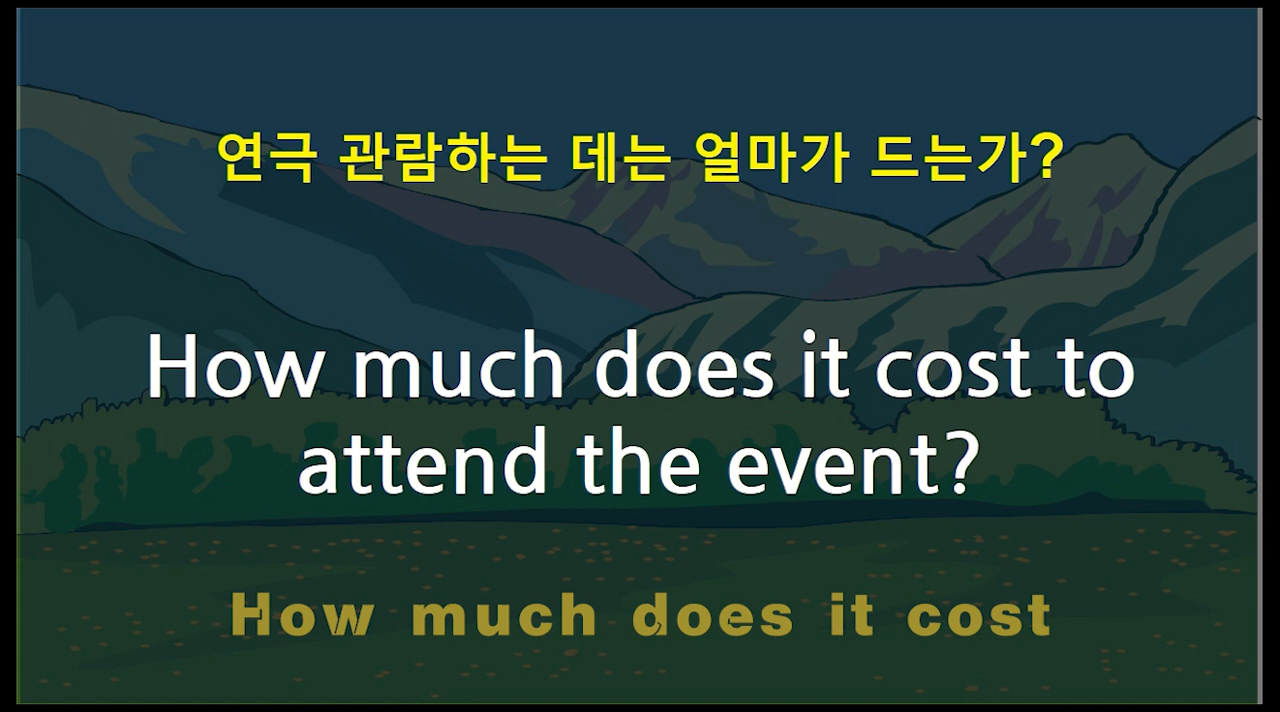 연극 관람하는 데는 얼마가 드는가?
How much does it cost to
attend the event?
How much does it cost